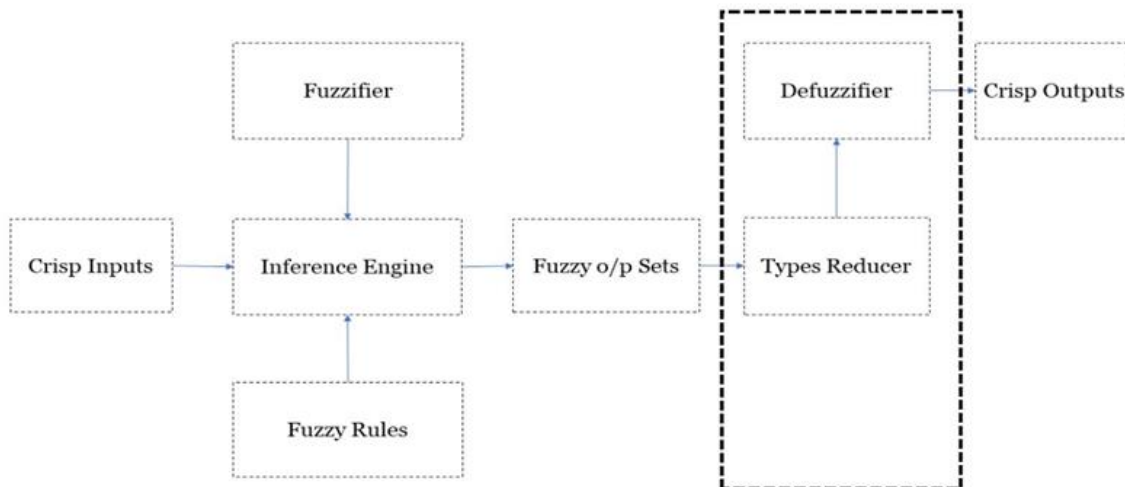 Fuzzifier
Defuzzifier
Crisp Outputs
Crisp Inputs
Inference Engine
Fuzzy o/p Sets
Types Reducer
Fuzzy Rules